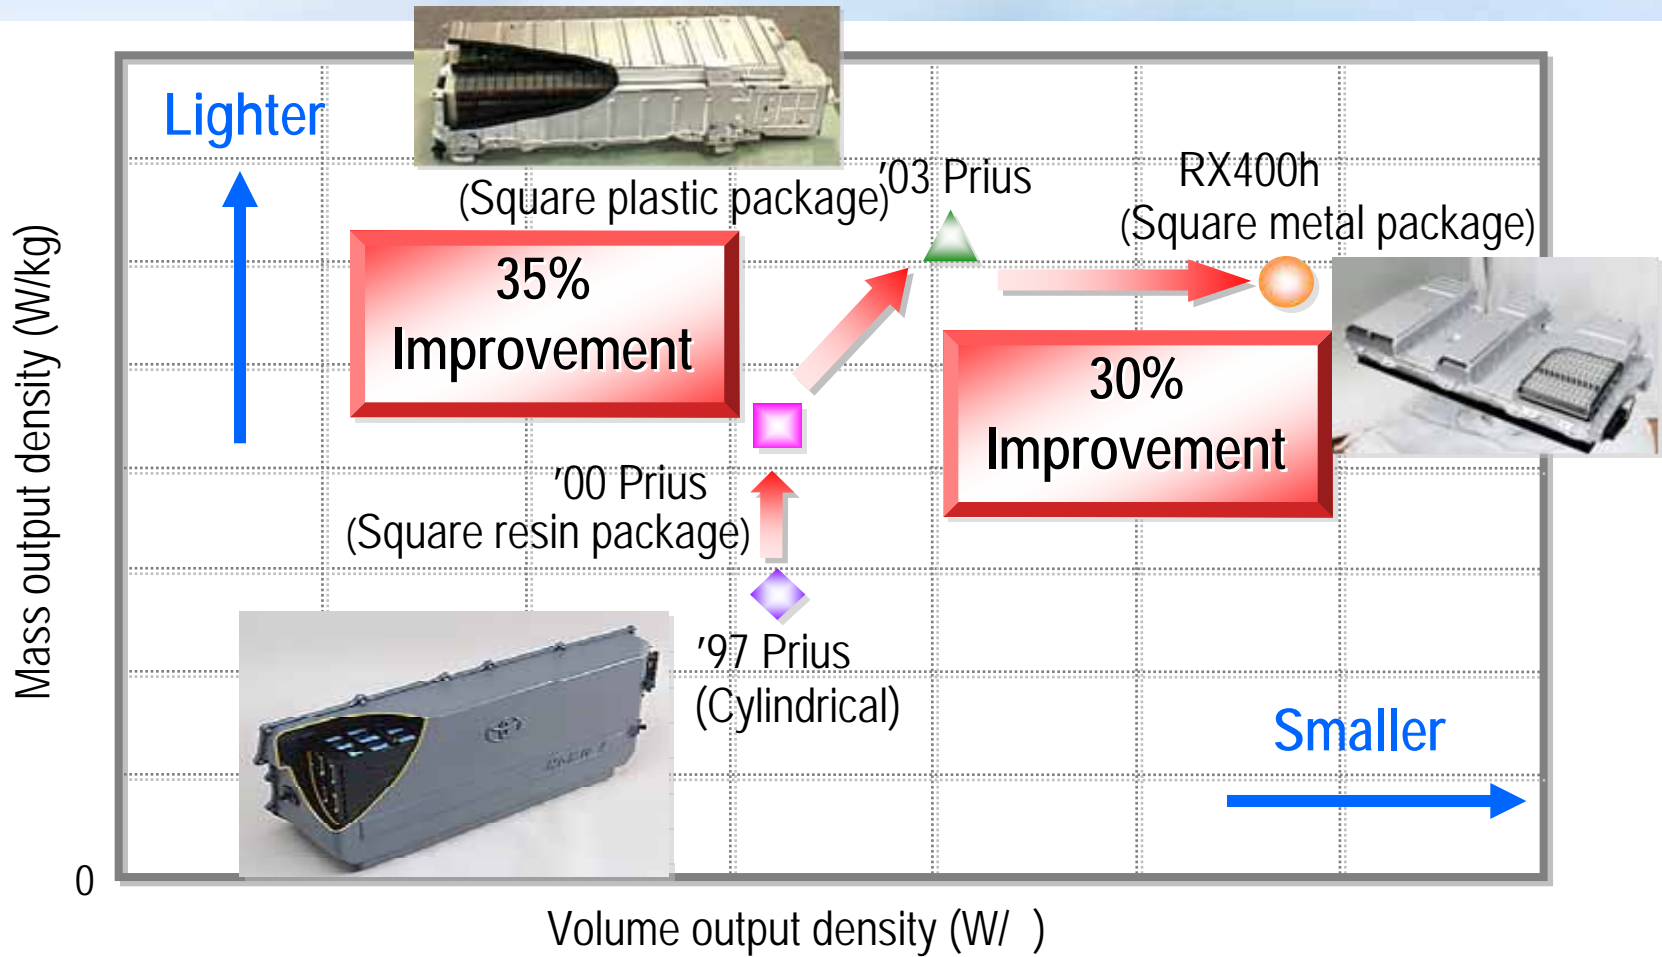 Lighter
(Square plastic package)
'03 Prius
RX400h
(Square metal package)
35%
Improvement
30%
Improvement
'00 Prius
(Square resin package)
'97 Prius
(Cylindrical)
Smaller
Mass output density (W/kg)
0
Volume output density (W/ )